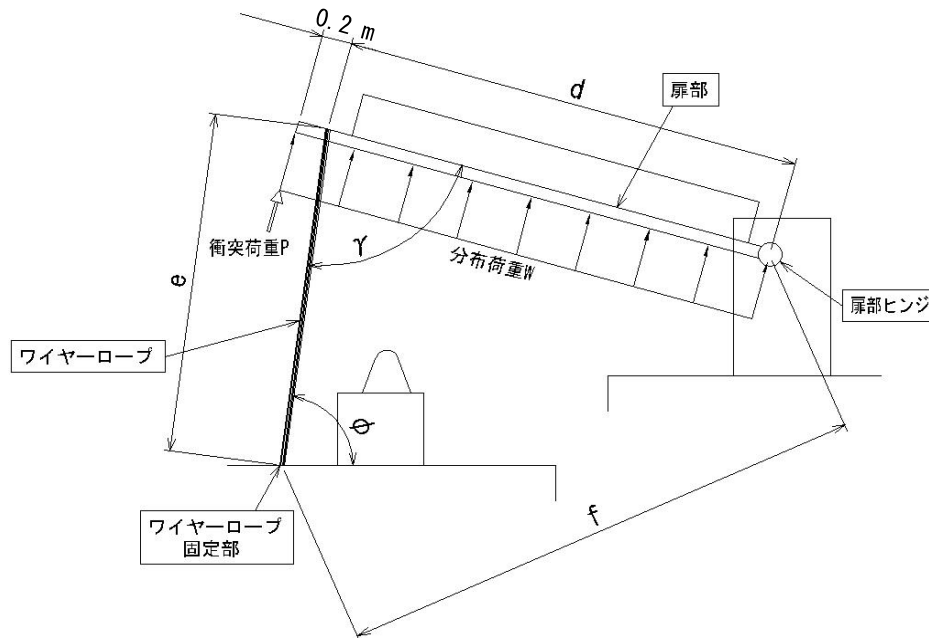 0.2 m
d
扉部
e
衝突荷重P
γ
分布荷重W
扉部ヒンジ
ワイヤーロープ
φ
ワイヤーロープ
固定部
f